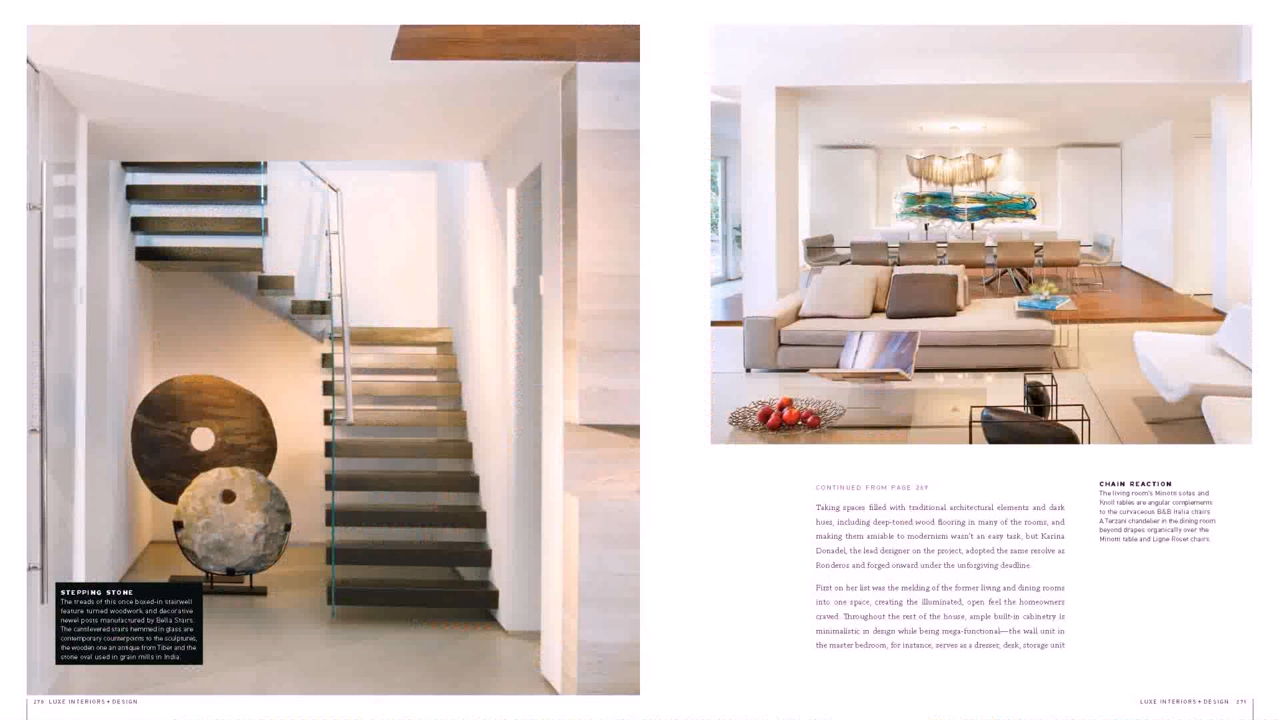 STEPPING STONE
The treads of this once boxed-in stairwell
feature turned woodwork and decorative
newel posts manufactured by Bella Stairs.
The cantilevered stairs hemmed in glass are
contemporary counterpoints to the sculptures,
the wooden one an antique from Tibet and the
stone oval used in grain mills in India.
270 LUXE INTERIORS + DESIGN
CONTINUED FROM PAGE 269
Taking spaces filled with traditional architectural elements and dark
hues, including deep-toned wood flooring in many of the rooms, and
making them amiable to modernism wasn't an easy task, but Karina
Donadel, the lead designer on the project, adopted the same resolve as
Ronderos and forged onward under the unforgiving deadline.
First on her list was the melding of the former living and dining rooms
into one space, creating the illuminated, open feel the homeowners
craved. Throughout the rest of the house, ample built-in cabinetry is
minimalistic in design while being mega-functional—the wall unit in
the master bedroom, for instance, serves as a dresser, desk, storage unit
CHAIN REACTION
The living room's Minotti sofas and
Knoll tables are angular complements
to the curvaceous B&B Italia chairs.
A Terzani chandelier in the dining room
beyond drapes organically over the
Minotti table and Ligne Roset chairs.
LUXE INTERIORS + DESIGN 271